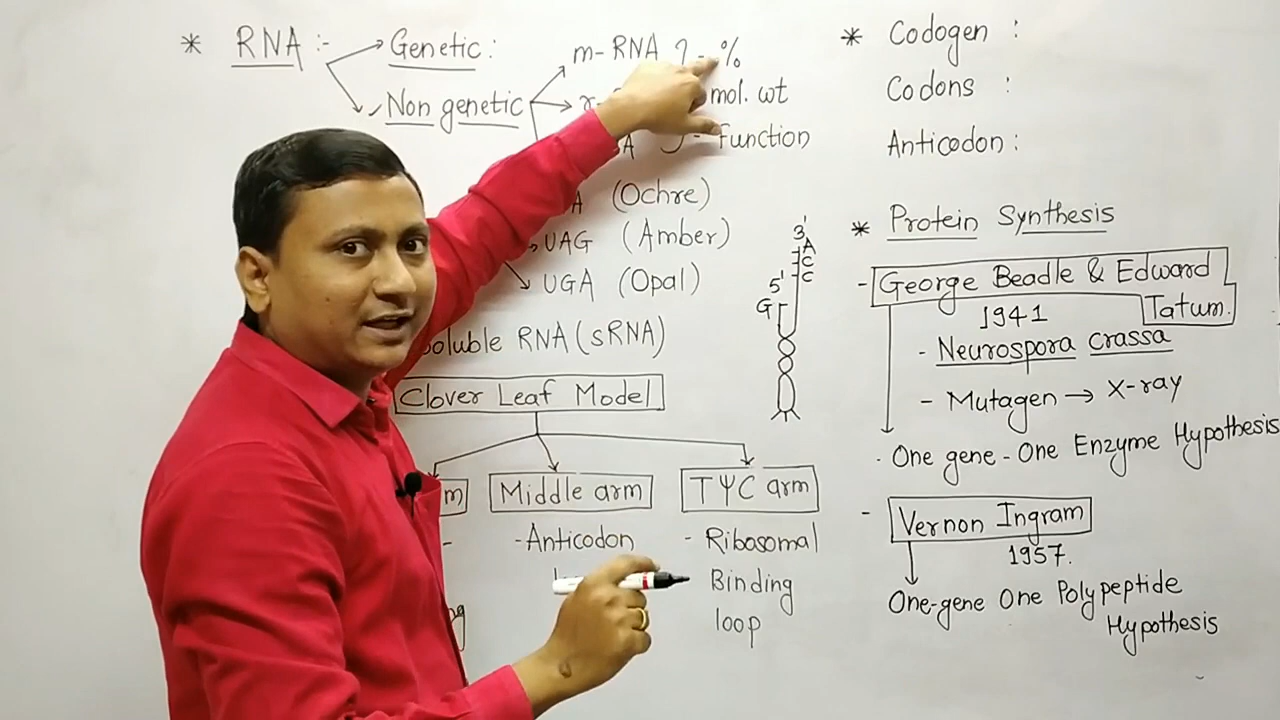 * RNA :-
Genetic :
Non genetic
m-RNA - %
mol. wt
- function
(Ochre)
UAG (Amber)
UGA (Opal)
Soluble RNA (sRNA)
Clover Leaf Model
Middle arm
TΨC arm
-Anticodon
- Ribosomal
Binding
loop
3'
A
C
C
5'
G
* Codogen :
Codons :
Anticodon :
* Protein Synthesis
- George Beadle & Edward
Tatum.
1941
- Neurospora crassa
- Mutagen → X-ray
. One gene - One Enzyme Hypothesis
- Vernon Ingram
1957.
One-gene One Polypeptide
Hypothesis